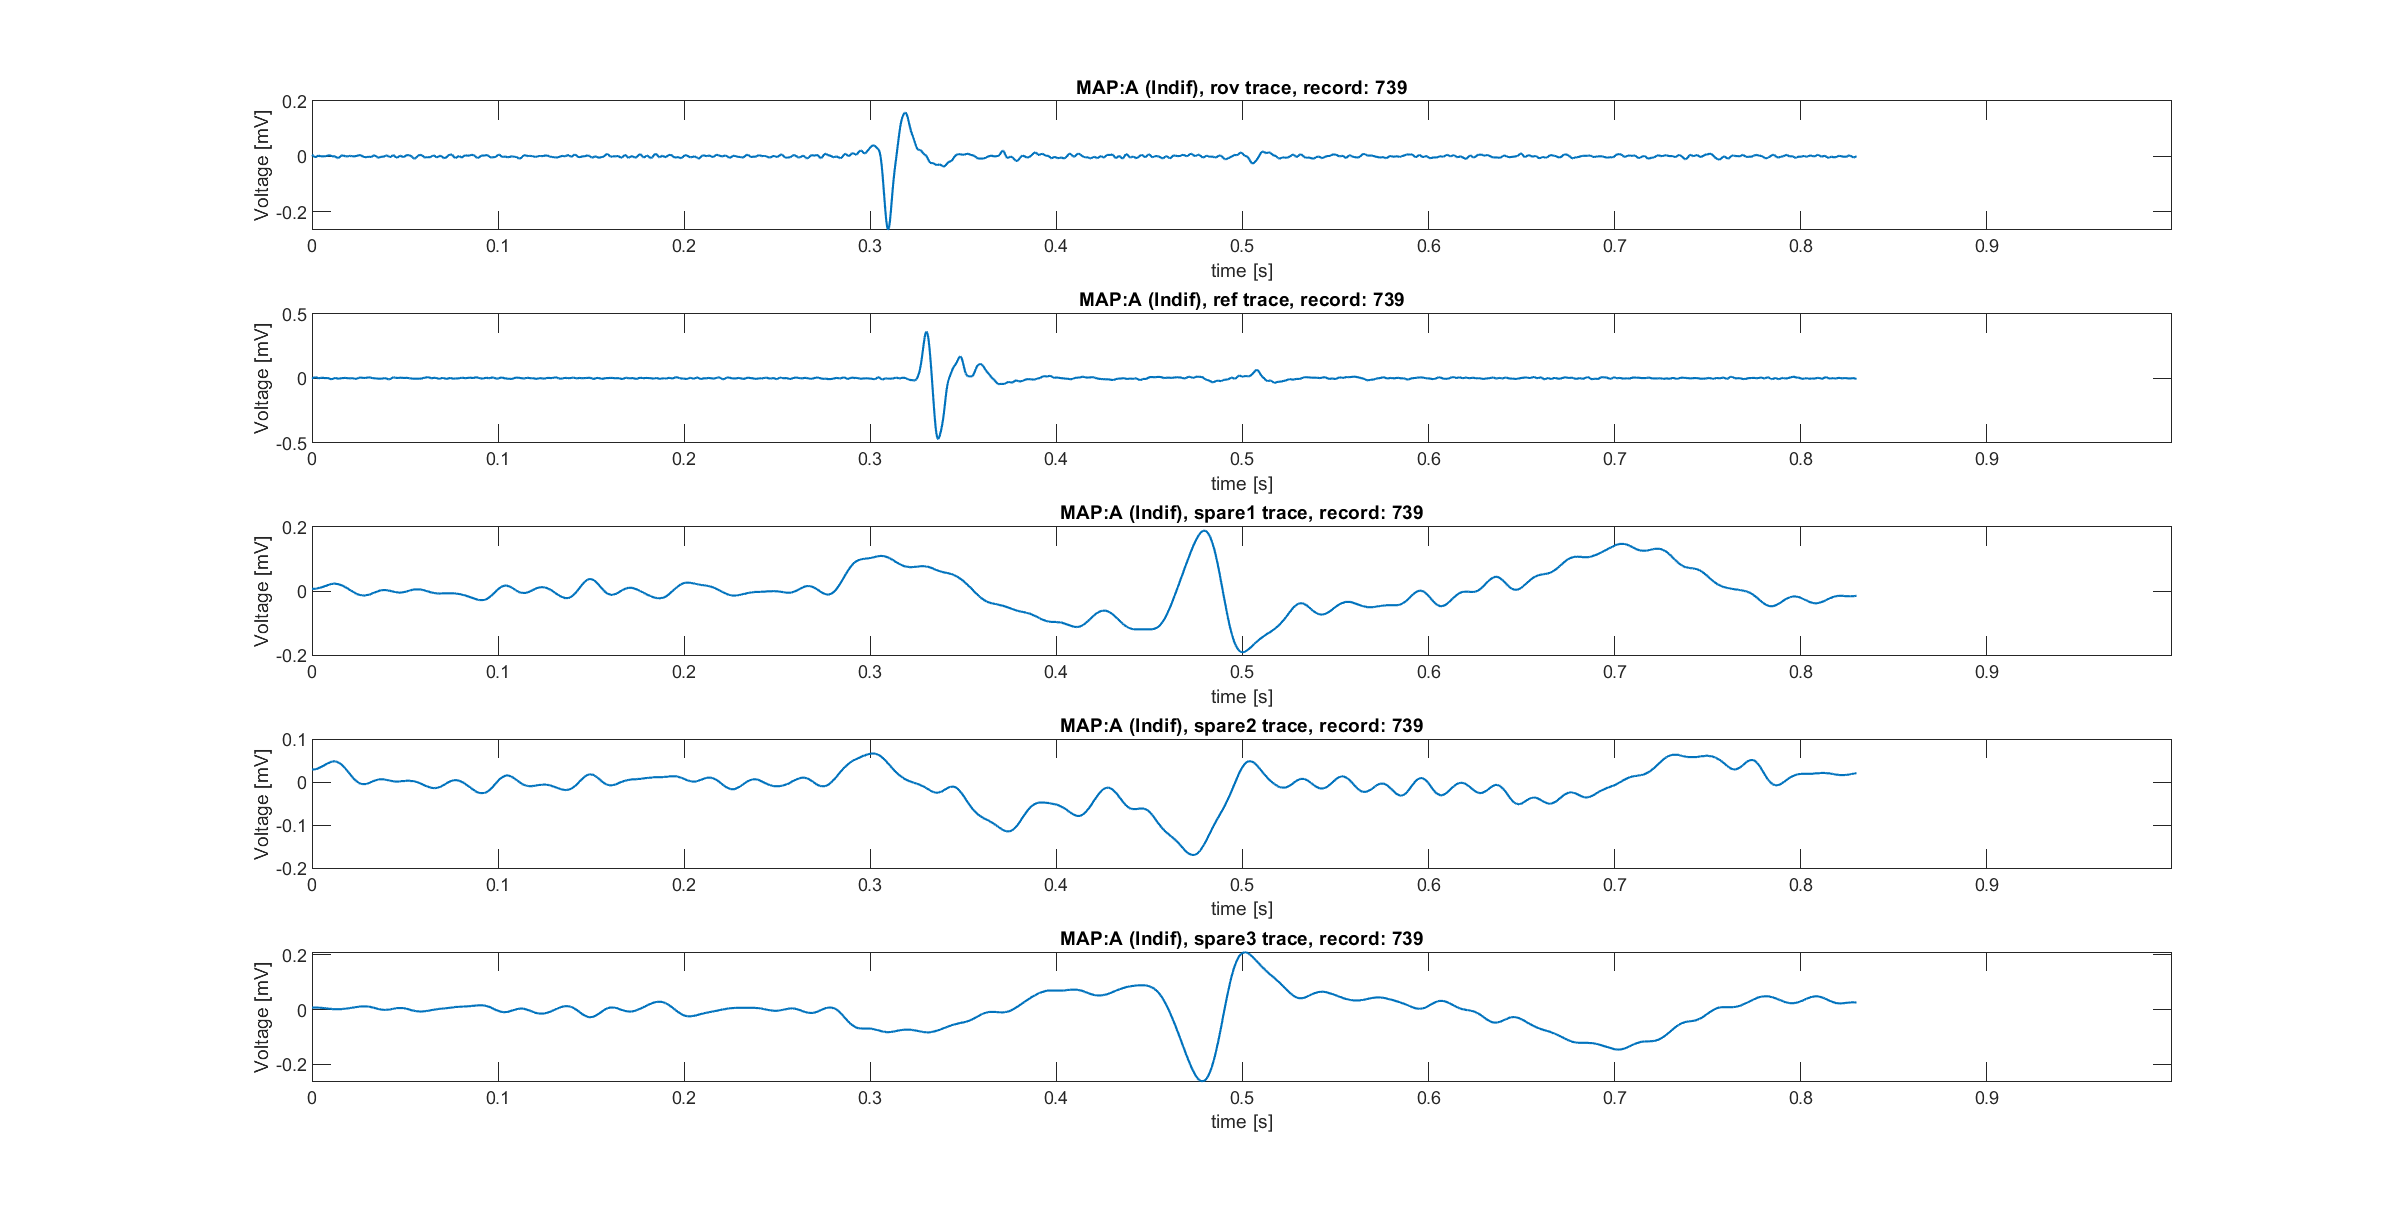 MAP:A (Indif), rov trace, record: 739
Voltage [mV]
0.2
0
-0.2
0 0.1 0.2 0.3 0.4 0.5 0.6 0.7 0.8 0.9
time [s]
MAP:A (Indif), ref trace, record: 739
Voltage [mV]
0.5
0
-0.5
0 0.1 0.2 0.3 0.4 0.5 0.6 0.7 0.8 0.9
time [s]
MAP:A (Indif), spare1 trace, record: 739
Voltage [mV]
0.2
0
-0.2
0 0.1 0.2 0.3 0.4 0.5 0.6 0.7 0.8 0.9
time [s]
MAP:A (Indif), spare2 trace, record: 739
Voltage [mV]
0.1
0
-0.1
-0.2
0 0.1 0.2 0.3 0.4 0.5 0.6 0.7 0.8 0.9
time [s]
MAP:A (Indif), spare3 trace, record: 739
Voltage [mV]
0.2
0
-0.2
0 0.1 0.2 0.3 0.4 0.5 0.6 0.7 0.8 0.9
time [s]